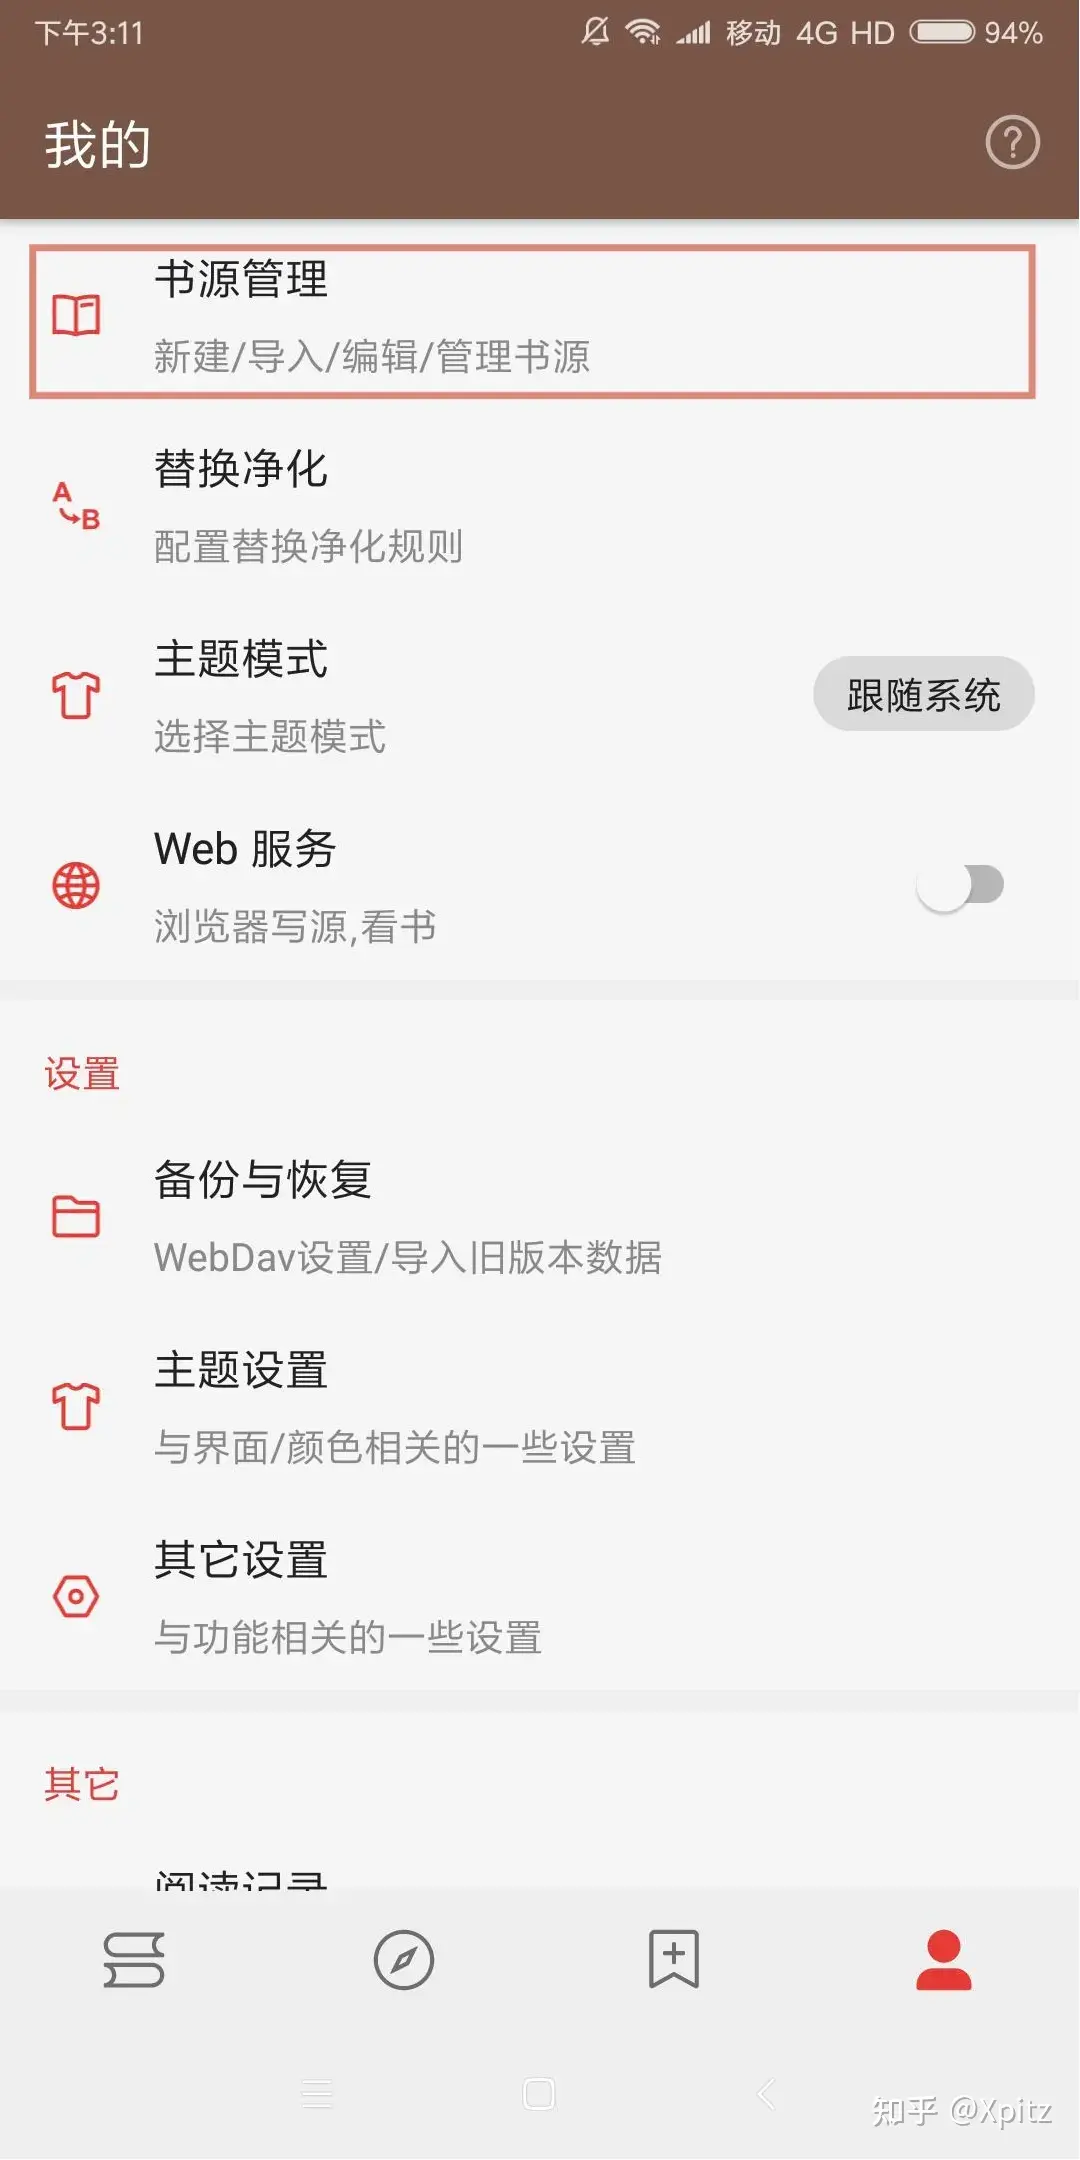 下午3:11 移动 4G HD 94%
我的
书源管理
新建/导入/编辑/管理书源
A
B
替换净化
配置替换净化规则
主题模式
选择主题模式
跟随系统
Web 服务
浏览器写源,看书
设置
备份与恢复
WebDav设置/导入旧版本数据
主题设置
与界面/颜色相关的一些设置
其它设置
与功能相关的一些设置
其它
阅读记录
知乎 @Xpitz